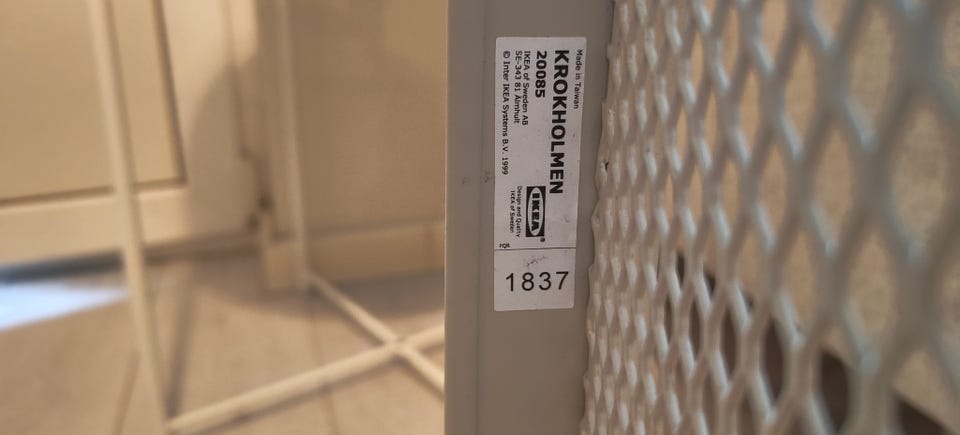 Made in Taiwan
KROKHOLMEN
20085
IKEA of Sweden AB
SE-343 81 Älmhult
© Inter IKEA Systems B.V. 1999
IKEA®
Design and Quality
IKEA of Sweden
1837